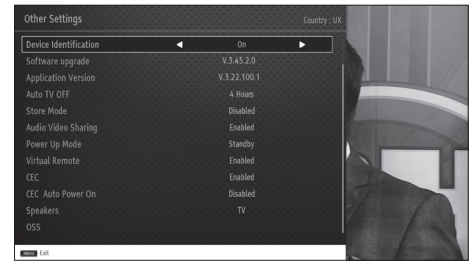 Other Settings Country : UK
Device Identification On
Software upgrade V.3.45.2.0
Application Version V.3.22.100.1
Auto TV OFF 4 Hours
Store Mode Disabled
Audio Video Sharing Enabled
Power Up Mode Standby
Virtual Remote Enabled
CEC Enabled
CEC Auto Power On Disabled
Speakers TV
OSS
MENU Exit